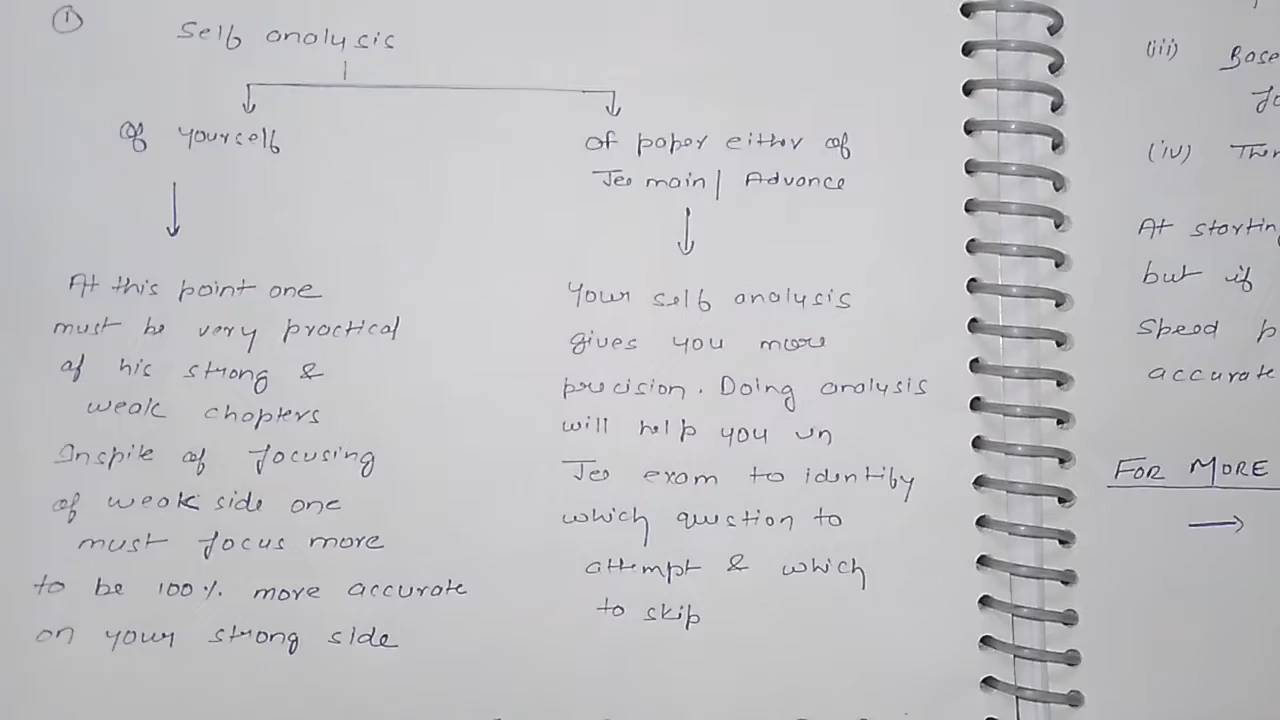 1
Self analysis
of yourself
of paper either of
Jee main/ Advance
At this point one
must be very practical
of his strong &
weak chapters
Inspite of focusing
of weak side one
must focus more
to be 100% more accurate
on your strong side
Your self analysis
gives you more
precision. Doing analysis
will help you in
Jee exam to identify
which question to
attempt & which
to skip
(iii)
(iv)
At
but if
Speed
accurate
FOR MORE